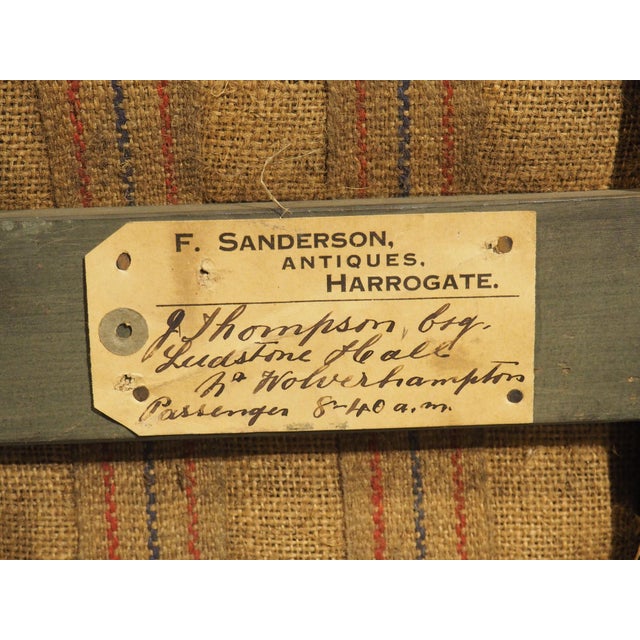 F. SANDERSON,
ANTIQUES,
HARROGATE.
J. Thompson, Esq.
Ludstone Hall
Nr Wolverhampton
Passenger 8-40 a.m.